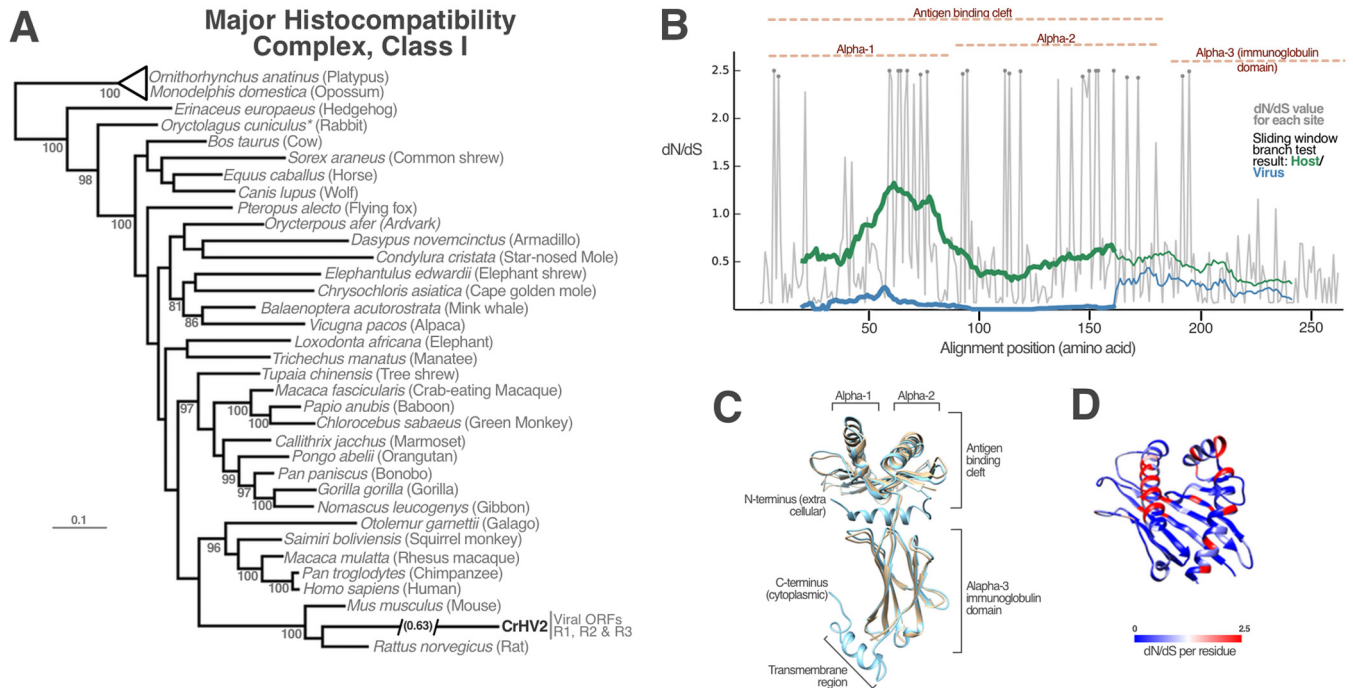 A
Major Histocompatibility
Complex, Class I
Ornithorhynchus anatinus (Platypus)
Monodelphis domestica (Opossum)
100
Erinaceus europaeus (Hedgehog)
Oryctolagus cuniculus* (Rabbit)
100
Bos taurus (Cow)
Sorex araneus (Common shrew)
98
Equus caballus (Horse)
Canis lupus (Wolf)
100
Pteropus alecto (Flying fox)
Orycterpous afer (Ardvark)
Dasypus novemcinctus (Armadillo)
Condylura cristata (Star-nosed Mole)
Elephantulus edwardii (Elephant shrew)
Chrysochloris asiatica (Cape golden mole)
81
Balaenoptera acutorostrata (Mink whale)
86
Vicugna pacos (Alpaca)
Loxodonta africana (Elephant)
Trichechus manatus (Manatee)
Tupaia chinensis (Tree shrew)
Macaca fascicularis (Crab-eating Macaque)
97
100
Papio anubis (Baboon)
100
Chlorocebus sabaeus (Green Monkey)
Callithrix jacchus (Marmoset)
Pongo abelii (Orangutan)
99
Pan paniscus (Bonobo)
97
Gorilla gorilla (Gorilla)
100
Nomascus leucogenys (Gibbon)
0.1
Otolemur garnettii (Galago)
Saimiri boliviensis (Squirrel monkey)
96
Macaca mulatta (Rhesus macaque)
100
Pan troglodytes (Chimpanzee)
100
Homo sapiens (Human)
Mus musculus (Mouse)
100
(0.63)
CrHV2
Viral ORFs
R1, R2 & R3
Rattus norvegicus (Rat)
B
Antigen binding cleft
Alpha-1
Alpha-2
Alpha-3 (immunoglobulin
domain)
2.5
2.0
1.5
1.0
0.5
dN/dS
dN/dS value
for each site
Sliding window
branch test
result: Host/
Virus
50
100
150
200
250
Alignment position (amino acid)
C
Alpha-1
Alpha-2
Antigen
binding
cleft
N-terminus (extra
cellular)
C-terminus
(cytoplasmic)
Alapha-3
immunoglobulin
domain
Transmembrane
region
D
0
2.5
dN/dS per residue